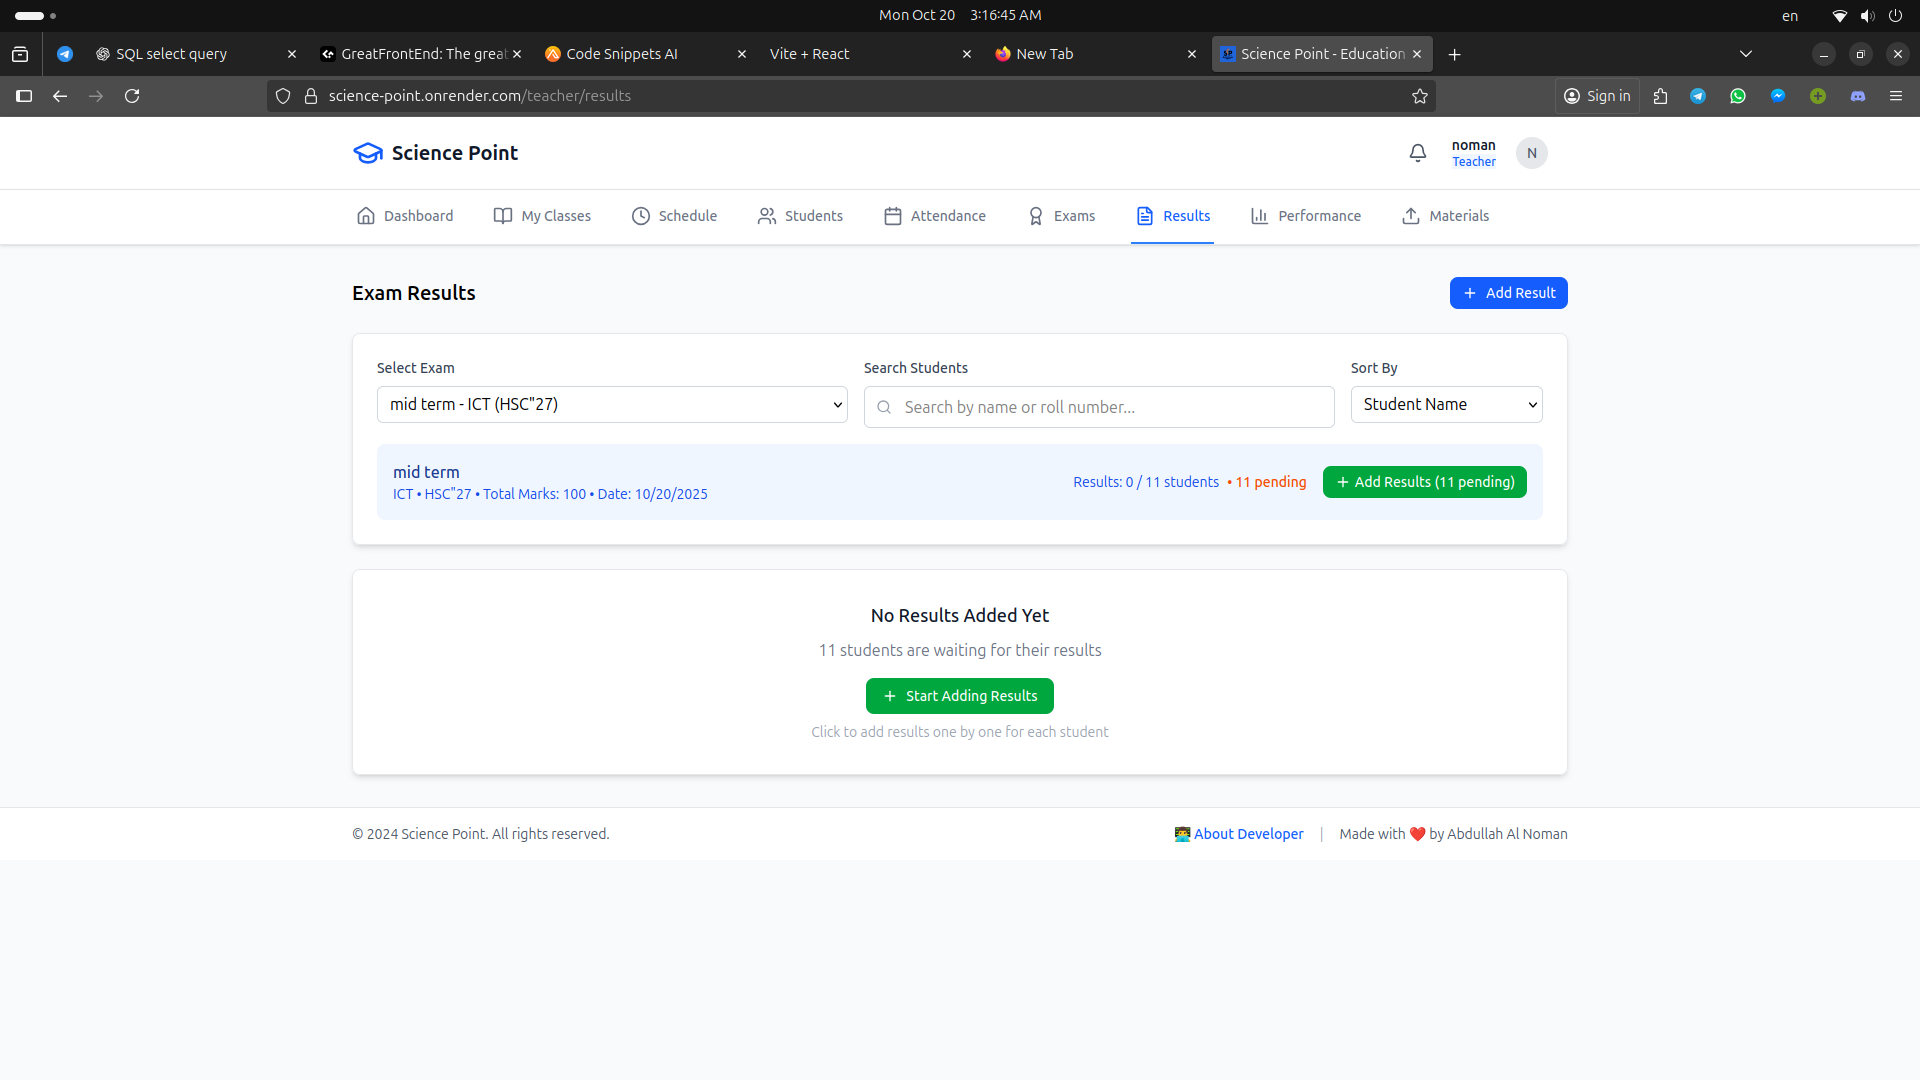 Mon Oct 20 3:16:45 AM
en
SQL select query
GreatFrontEnd: The great
Code Snippets AI
Vite + React
New Tab
Science Point - Education
science-point.onrender.com/teacher/results
Sign in
Science Point
noman
Teacher
N
Dashboard
My Classes
Schedule
Students
Attendance
Exams
Results
Performance
Materials
Exam Results
+ Add Result
Select Exam
Search Students
Sort By
mid term - ICT (HSC"27)
Search by name or roll number...
Student Name
mid term
ICT • HSC"27 • Total Marks: 100 • Date: 10/20/2025
Results: 0 / 11 students • 11 pending
+ Add Results (11 pending)
No Results Added Yet
11 students are waiting for their results
+ Start Adding Results
Click to add results one by one for each student
© 2024 Science Point. All rights reserved.
👨‍💻 About Developer | Made with ❤️ by Abdullah Al Noman